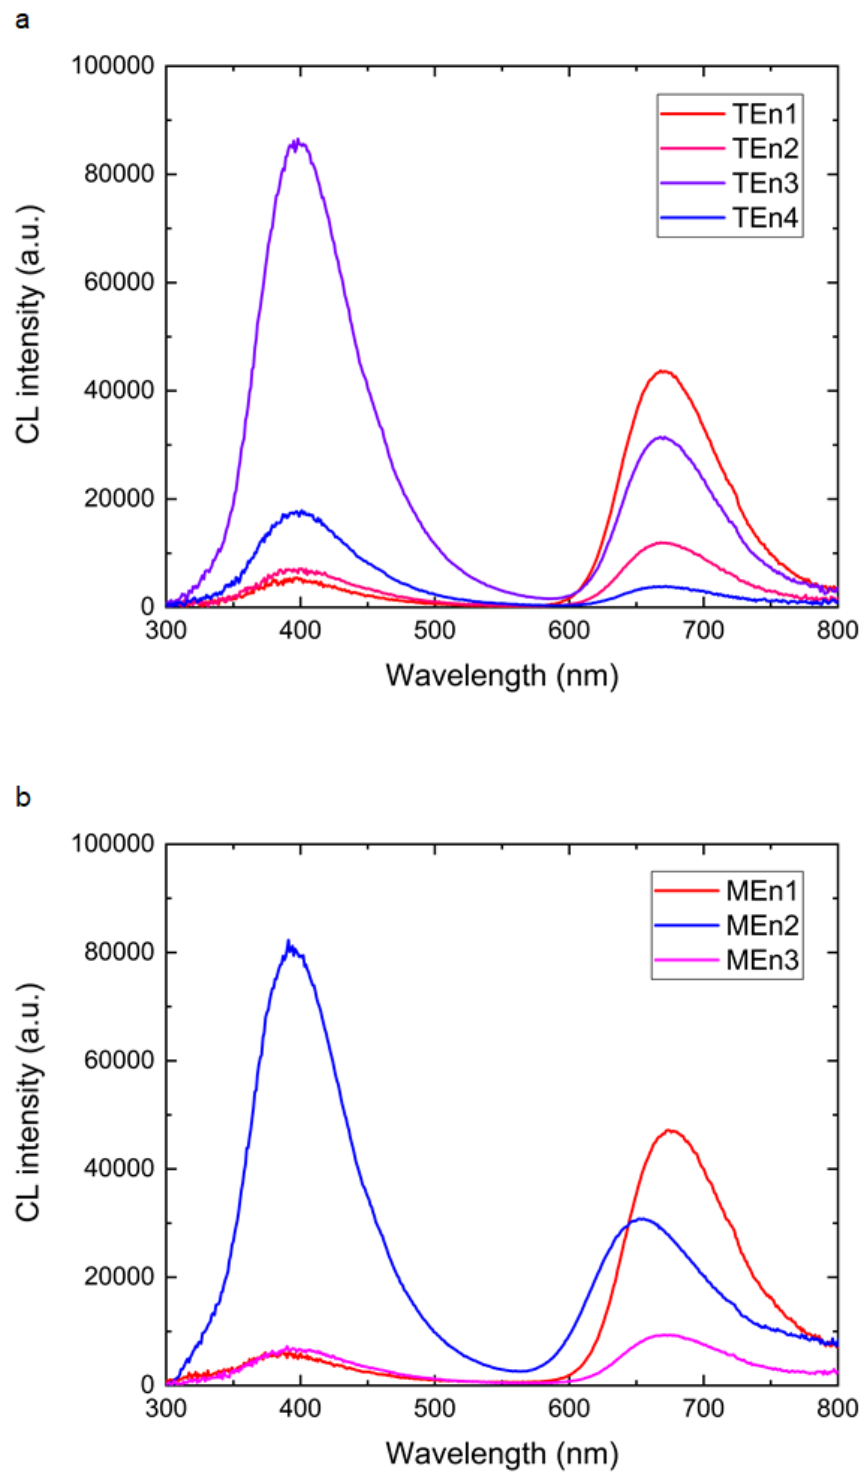 a
100000
80000
60000
40000
20000
0
CL intensity (a.u.)
TEn1
TEn2
TEn3
TEn4
300 400 500 600 700 800
Wavelength (nm)
b
100000
80000
60000
40000
20000
0
CL intensity (a.u.)
MEn1
MEn2
MEn3
300 400 500 600 700 800
Wavelength (nm)